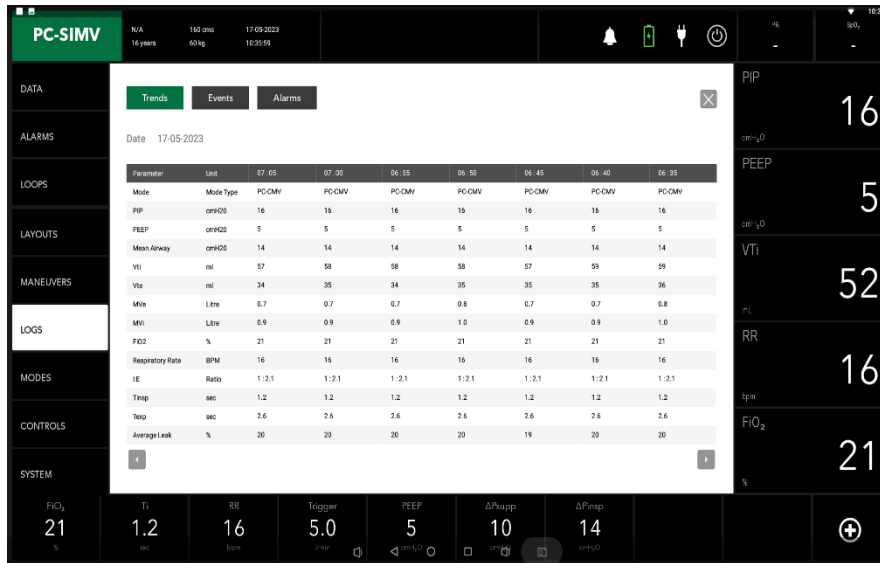 PC-SIMV
N/A 160 cms 17-05-2023
16 years 60 kg 10:35:59
PR
-
SpO₂
-
DATA
ALARMS
LOOPS
LAYOUTS
MANEUVERS
LOGS
MODES
CONTROLS
SYSTEM
Trends Events Alarms
Date 17-05-2023
Parameter Unit 07:05 07:00 06:55 06:50 06:45 06:40 06:35
Mode Mode Type PC-CMV PC-CMV PC-CMV PC-CMV PC-CMV PC-CMV PC-CMV
PIP cmH20 16 16 16 16 16 16 16
PEEP cmH20 5 5 5 5 5 5 5
Mean Airway cmH20 14 14 14 14 14 14 14
Vti ml 57 58 58 58 57 59 59
Vte ml 34 35 34 35 35 35 36
MVe Litre 0.7 0.7 0.7 0.8 0.7 0.7 0.8
MVi Litre 0.9 0.9 0.9 1.0 0.9 0.9 1.0
FiO2 % 21 21 21 21 21 21 21
Respiratory Rate BPM 16 16 16 16 16 16 16
I:E Ratio 1:2.1 1:2.1 1:2.1 1:2.1 1:2.1 1:2.1 1:2.1
Tinsp sec 1.2 1.2 1.2 1.2 1.2 1.2 1.2
Texp sec 2.6 2.6 2.6 2.6 2.6 2.6 2.6
Average Leak % 20 20 20 20 19 20 20
PIP
16
cmH₂O
PEEP
5
cmH₂O
VTi
52
mL
RR
16
bpm
FiO₂
21
%
FiO₂ Ti RR Trigger PEEP ΔPsupp ΔPinsp
21 1.2 16 5.0 5 10 14
% sec bpm l/min cmH₂O cmH₂O cmH₂O